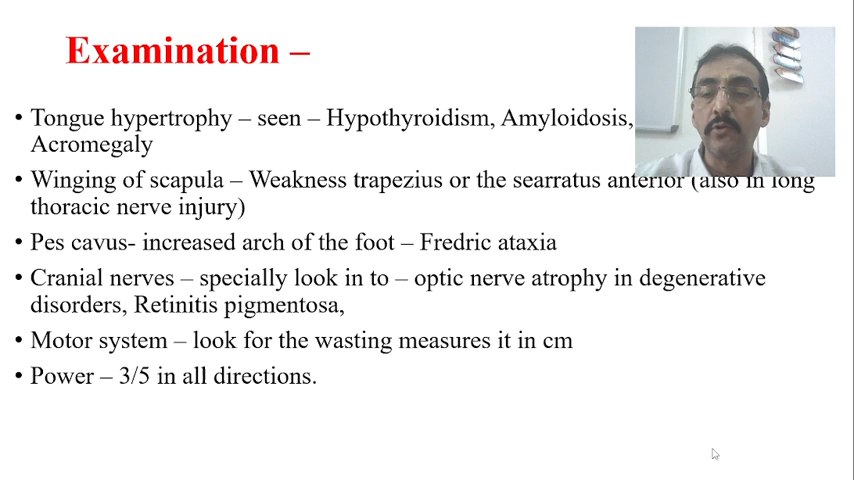 Examination –
• Tongue hypertrophy – seen – Hypothyroidism, Amyloidosis,
Acromegaly
• Winging of scapula – Weakness trapezius or the searratus anterior (also in long
thoracic nerve injury)
• Pes cavus- increased arch of the foot – Fredric ataxia
• Cranial nerves – specially look in to – optic nerve atrophy in degenerative
disorders, Retinitis pigmentosa,
• Motor system – look for the wasting measures it in cm
• Power – 3/5 in all directions.